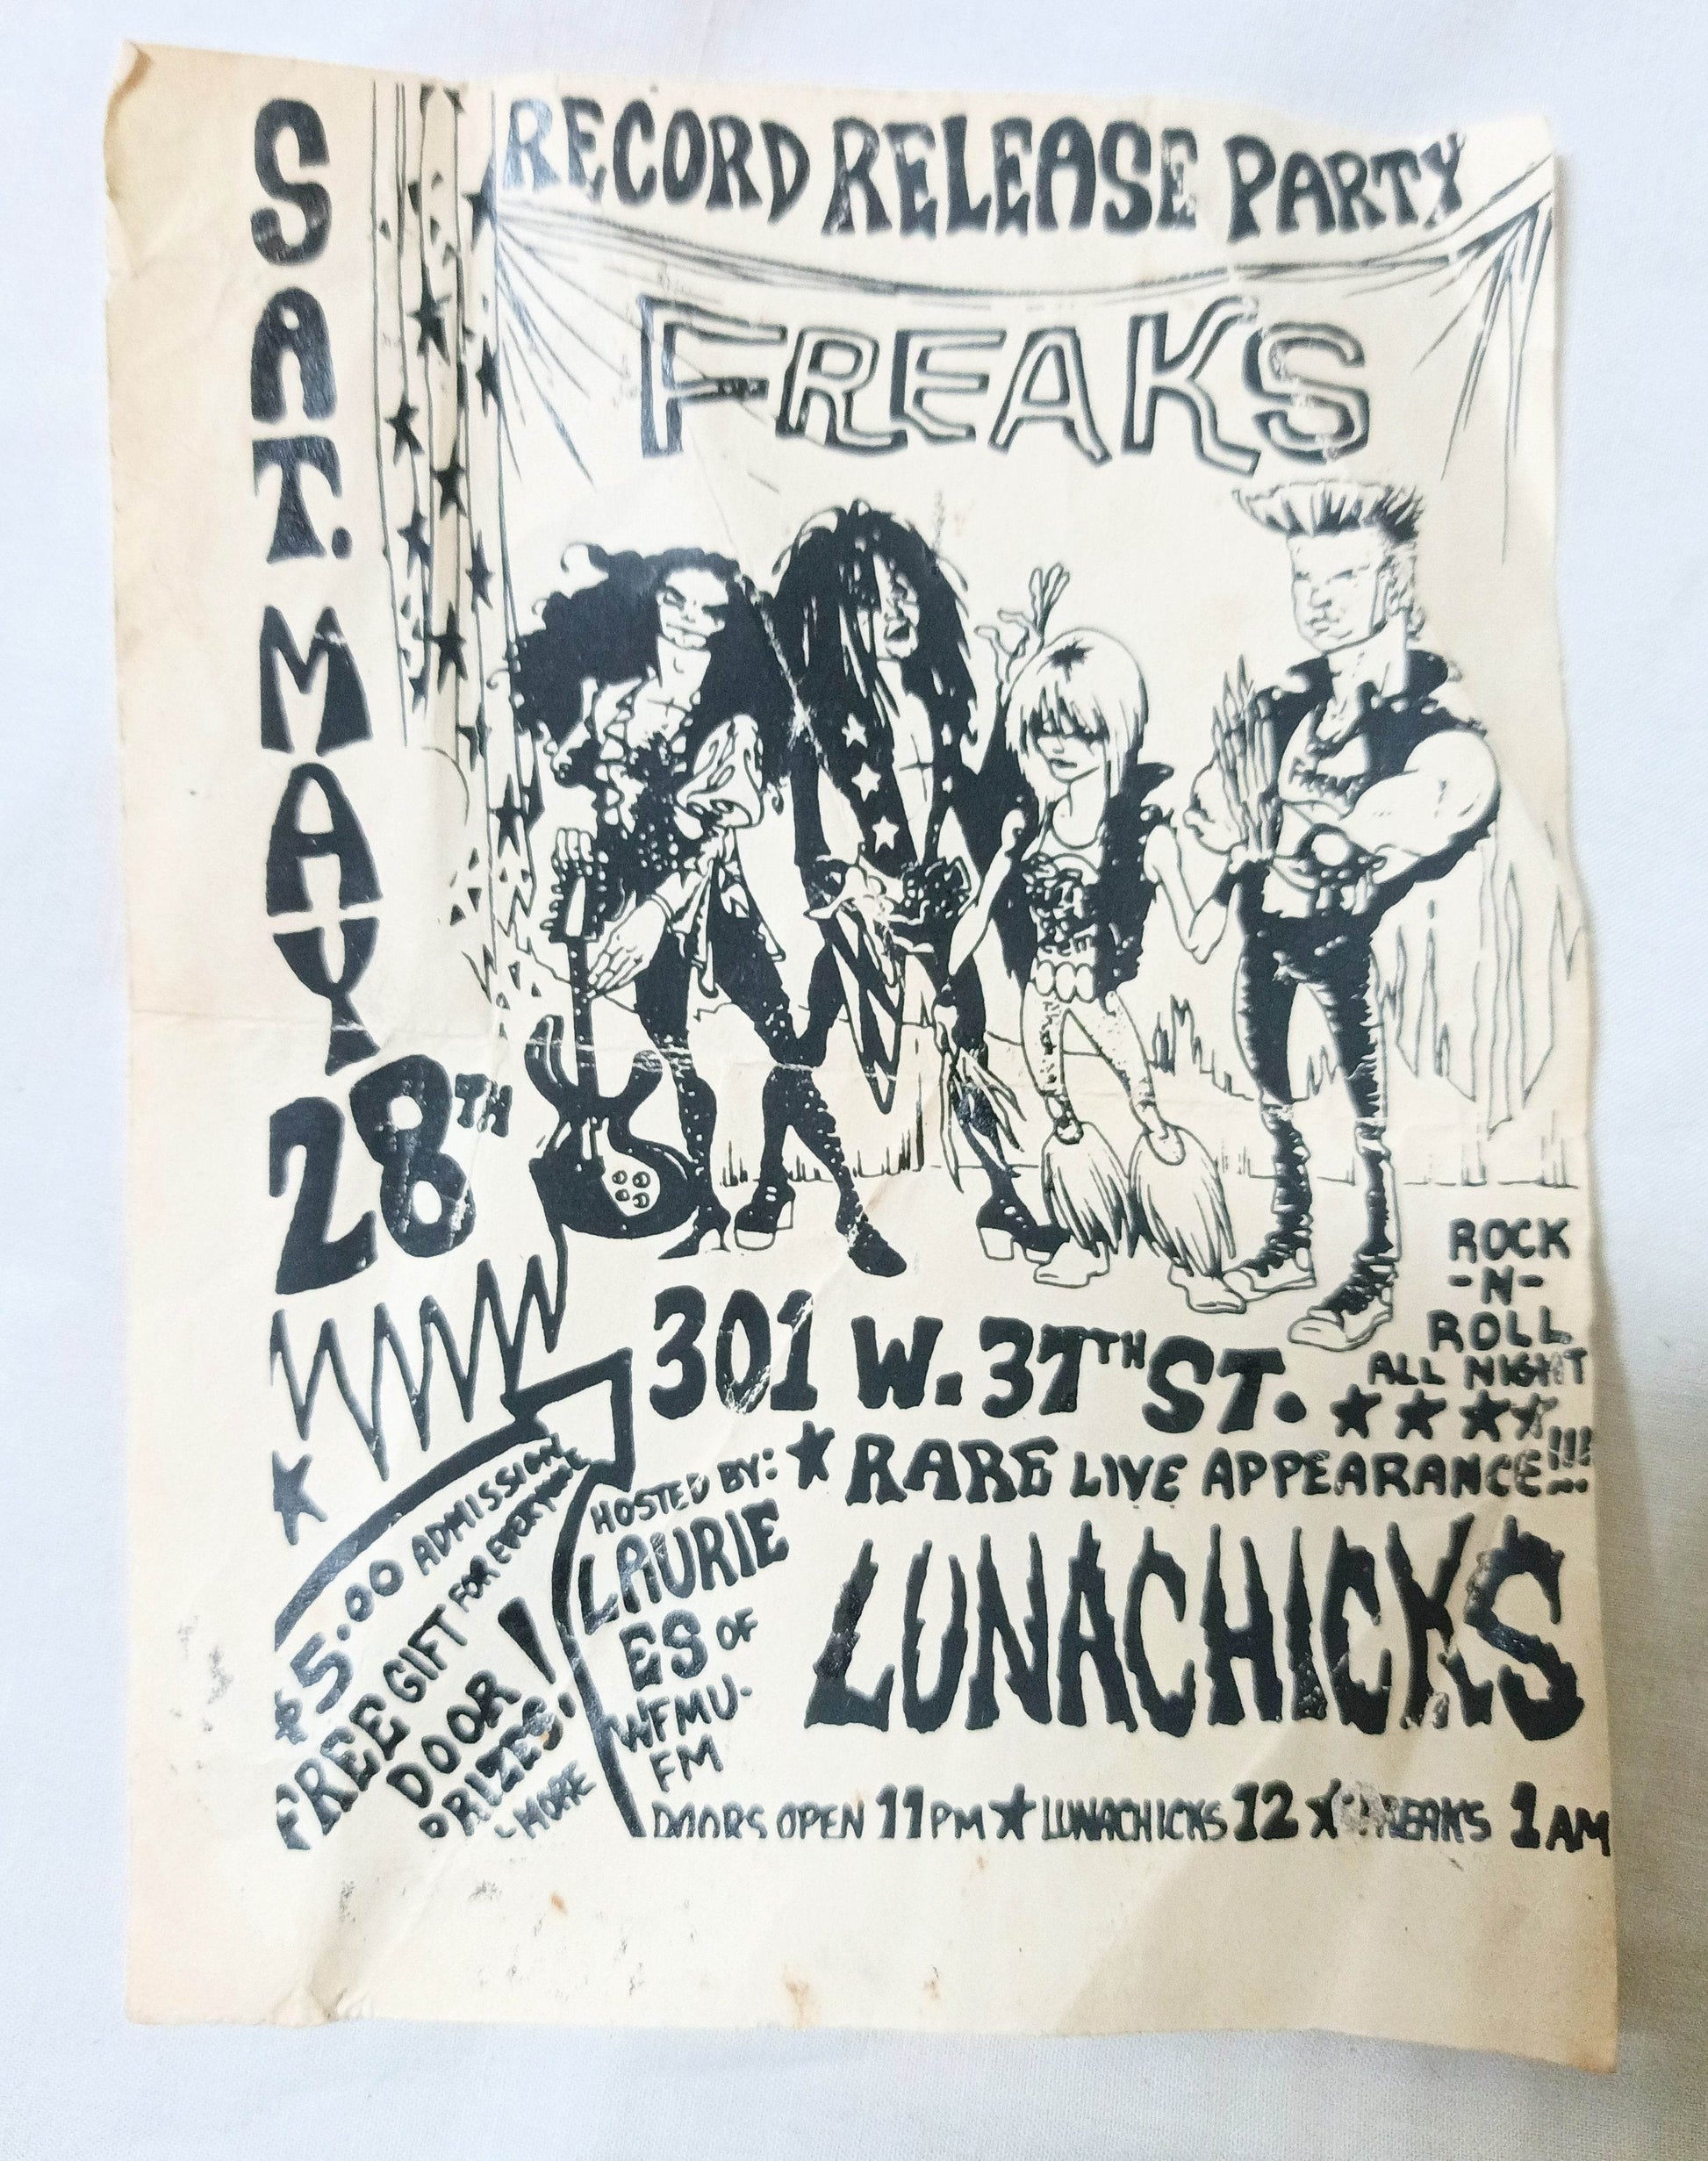 RECORD RELEASE PARTY
FREAKS
SAT. MAY
28TH
ROCK
-N-
ROLL
ALL NIGHT
301 W. 37TH ST.
RARE LIVE APPEARANCE!!!
LUNACHICKS
HOSTED BY:
LAURIE
ES OF
WFMU-
FM
$5.00 ADMISSION
FREE GIFT FOR EVERYONE
DOOR
PRIZES!
MORE
DOORS OPEN 11PM ★ LUNACHICKS 12 ★ FREAKS 1AM